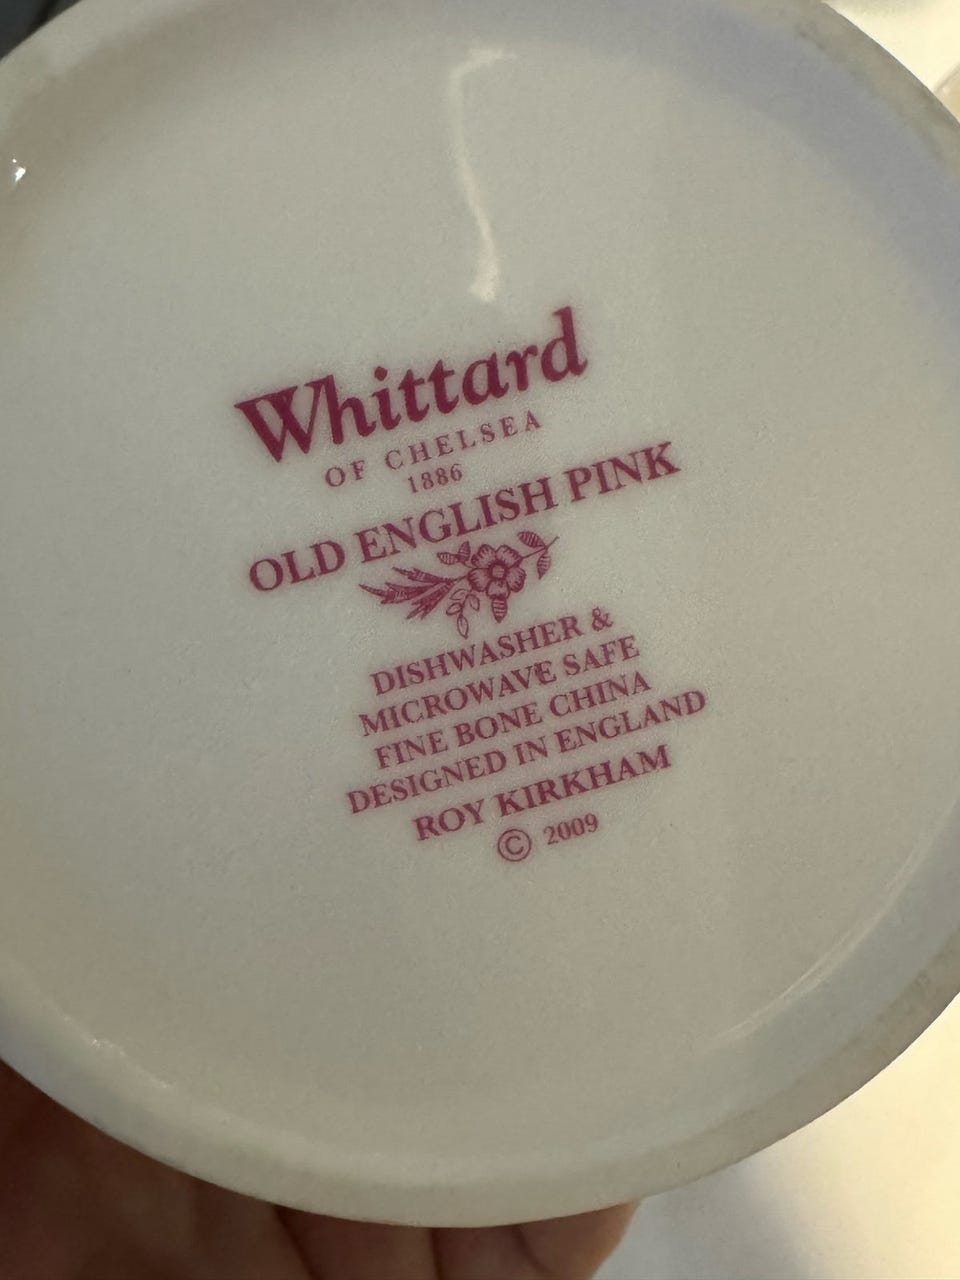 Whittard
OF CHELSEA
1886
OLD ENGLISH PINK
DISHWASHER &
MICROWAVE SAFE
FINE BONE CHINA
DESIGNED IN ENGLAND
ROY KIRKHAM
© 2009